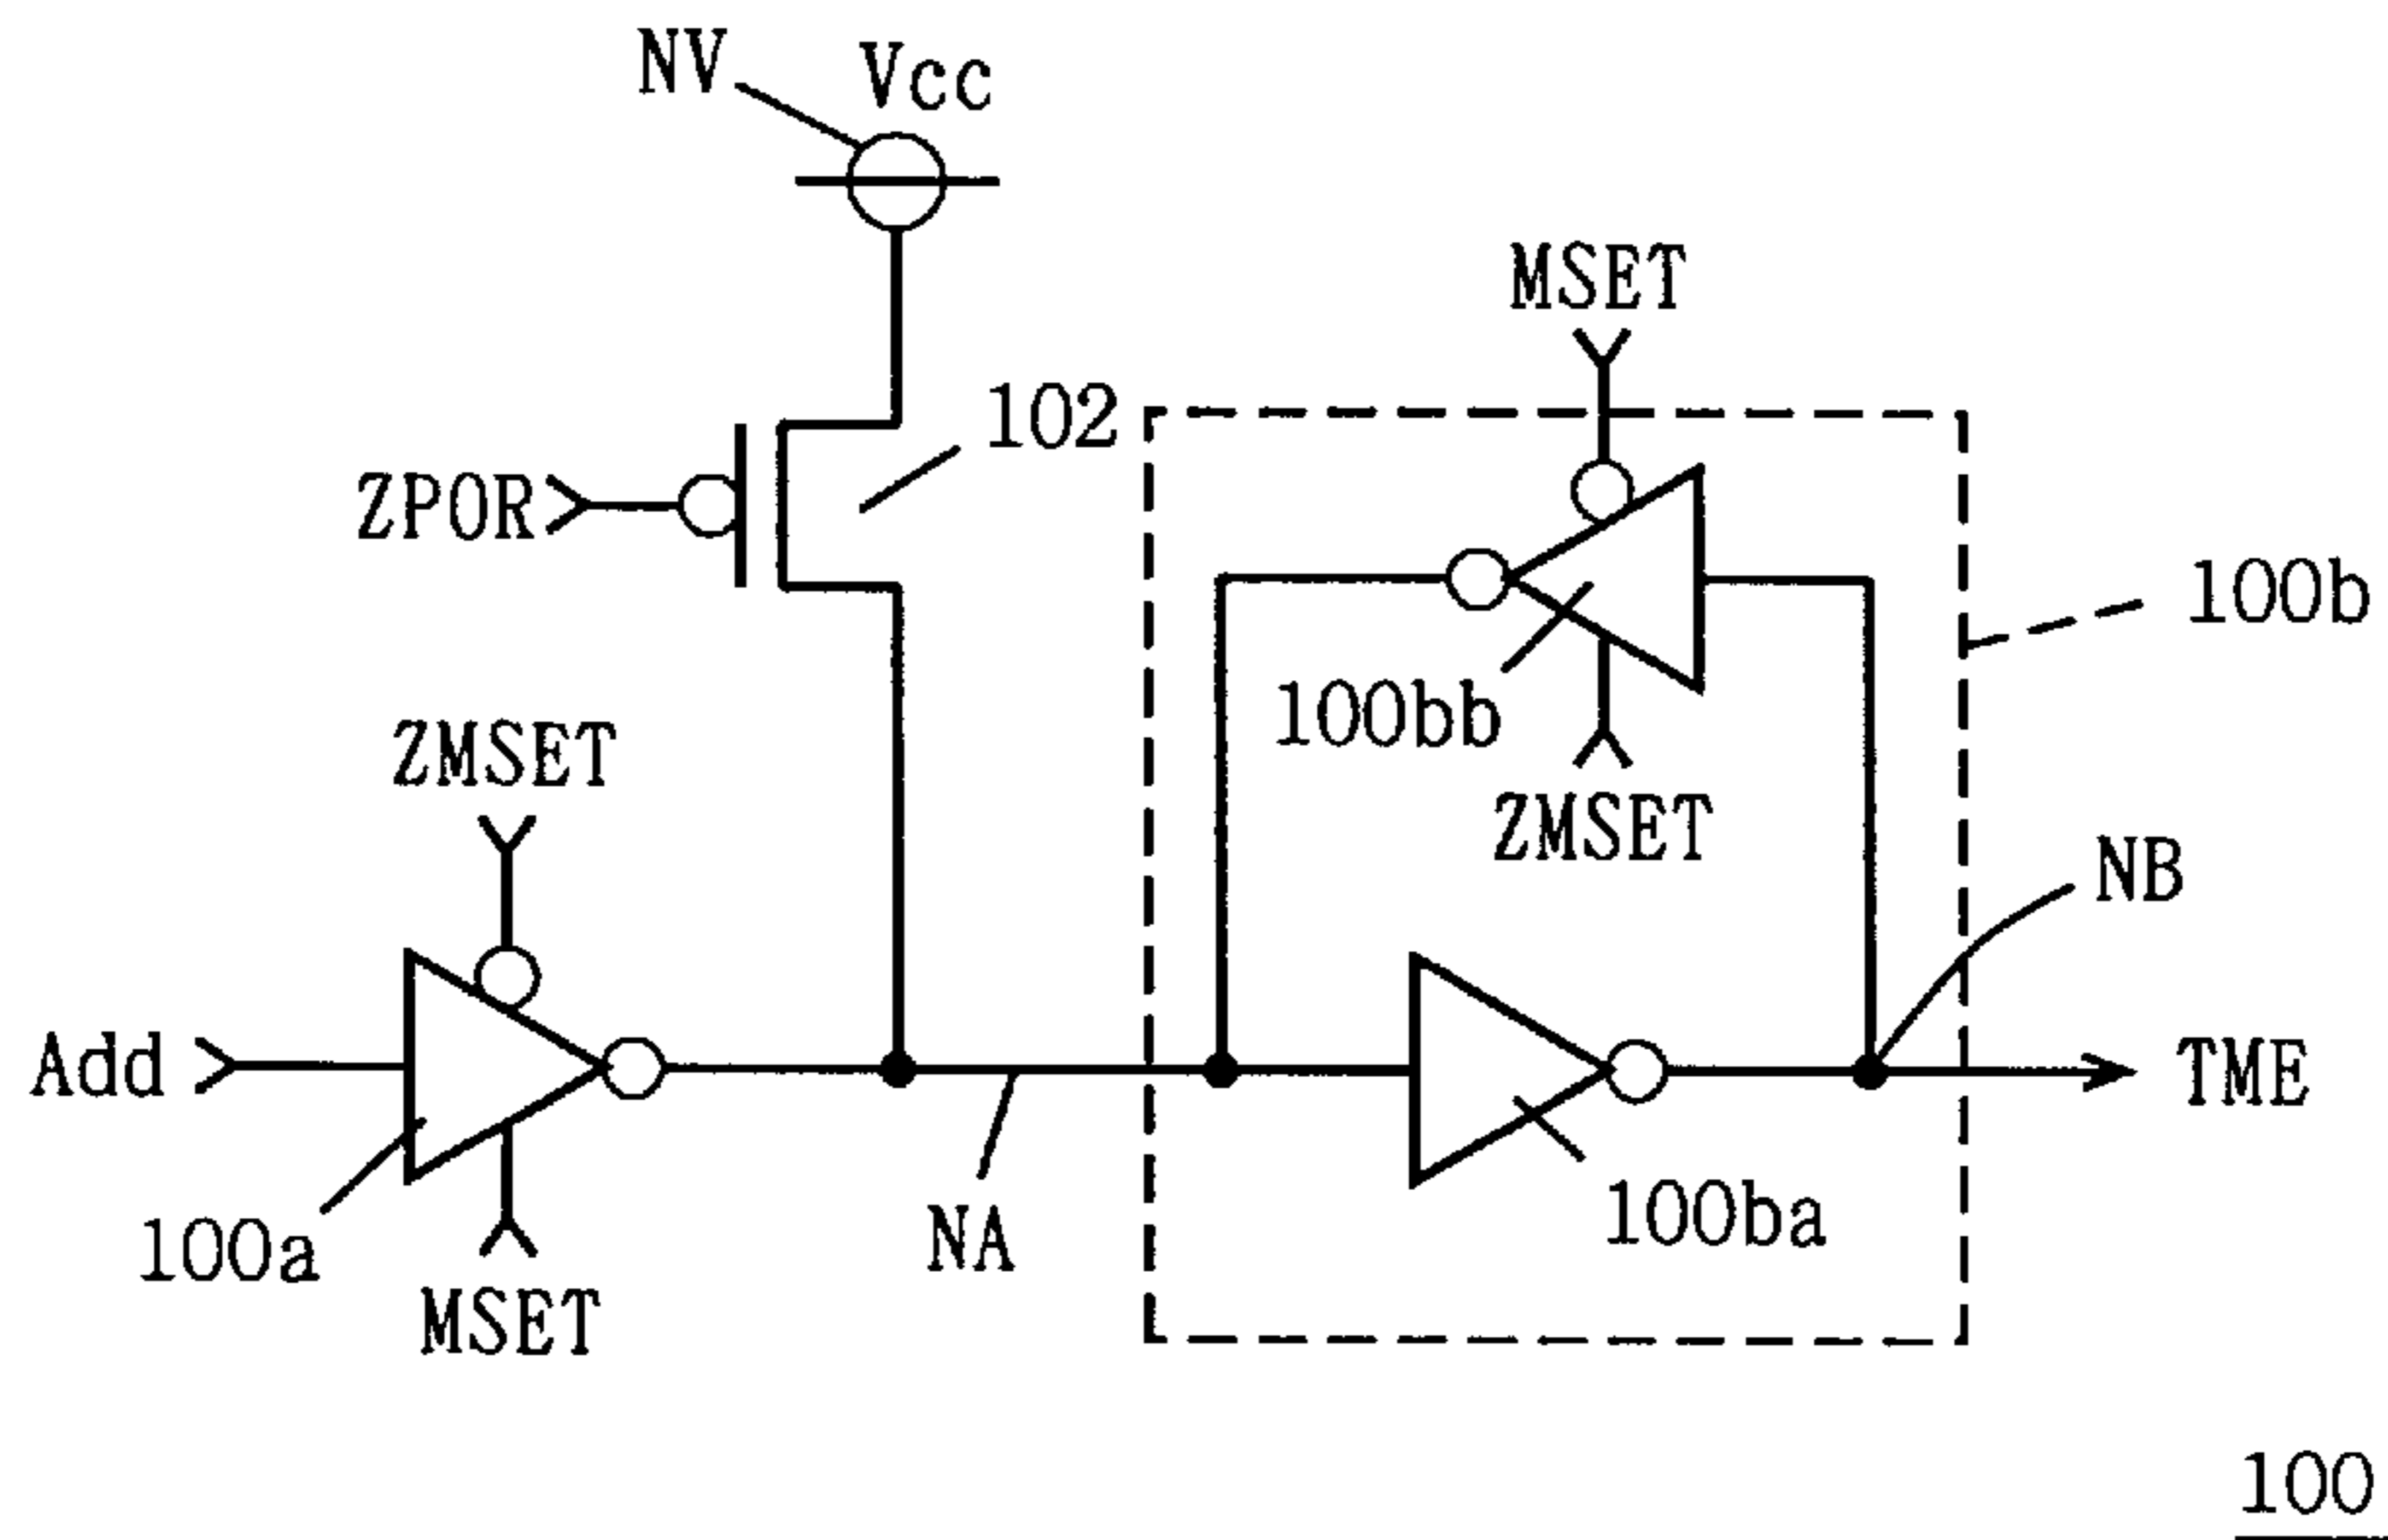 NV
Vcc
MSET
102
ZPOR
100b
100bb
ZMSET
ZMSET
NB
Add
TME
100a
NA
100ba
MSET
100